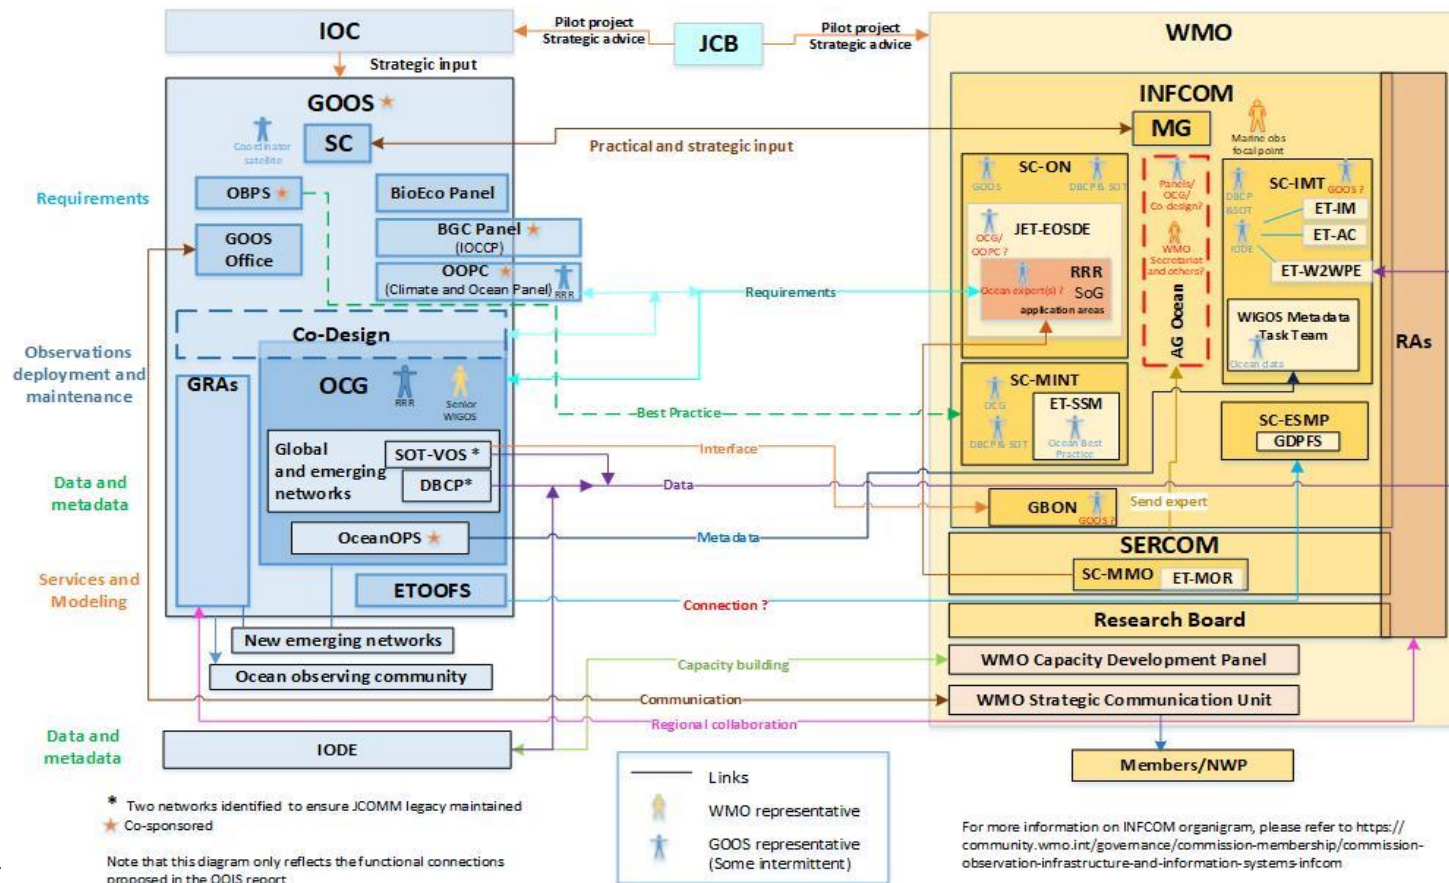 IOC
Strategic input
Pilot project
Strategic advice
JCB
Pilot project
Strategic advice
WMO
GOOS
SC
Coordinator
satellite
Practical and strategic input
Requirements
OBPS
BioEco Panel
GOOS
Office
BGC Panel
(IOCCP)
OOPC
(Climate and Ocean Panel)
RRR
Requirements
Co-Design
Observations
deployment and
maintenance
GRAs
OCG
RRR
Senior
WIGOS
Best Practice
Global
and emerging
networks
SOT-VOS *
DBCP*
Interface
Data
Data and
metadata
OceanOPS
Metadata
Services and
Modeling
ETOOFS
Connection ?
New emerging networks
Ocean observing community
Capacity building
Communication
Regional collaboration
Data and
metadata
IODE
INFCOM
MG
Marine obs
focal point
SC-ON
GOOS
DBCP & SOT
JET-EOSDE
OCG/
OOPC ?
RRR
Ocean expert(s) ?
SoG
application areas
Panels/
OCG/
Co-design?
WMO
Secretariat
and others?
AG Ocean
SC-IMT
GOOS ?
DBCP
&SOT
IODE
ET-IM
ET-AC
ET-W2WPE
WIGOS Metadata
Task Team
Ocean data
RAs
SC-MINT
OCG
DBCP & SOT
ET-SSM
Ocean Best
Practice
SC-ESMP
GDPFS
GBON
GOOS ?
Send expert
SERCOM
SC-MMO
ET-MOR
Research Board
WMO Capacity Development Panel
WMO Strategic Communication Unit
Members/NWP
* Two networks identified to ensure JCOMM legacy maintained
Co-sponsored
Note that this diagram only reflects the functional connections
proposed in the OOIS report
Links
WMO representative
GOOS representative
(Some intermittent)
For more information on INFCOM organigram, please refer to https://
community.wmo.int/governance/commission-membership/commission-
observation-infrastructure-and-information-systems-infcom